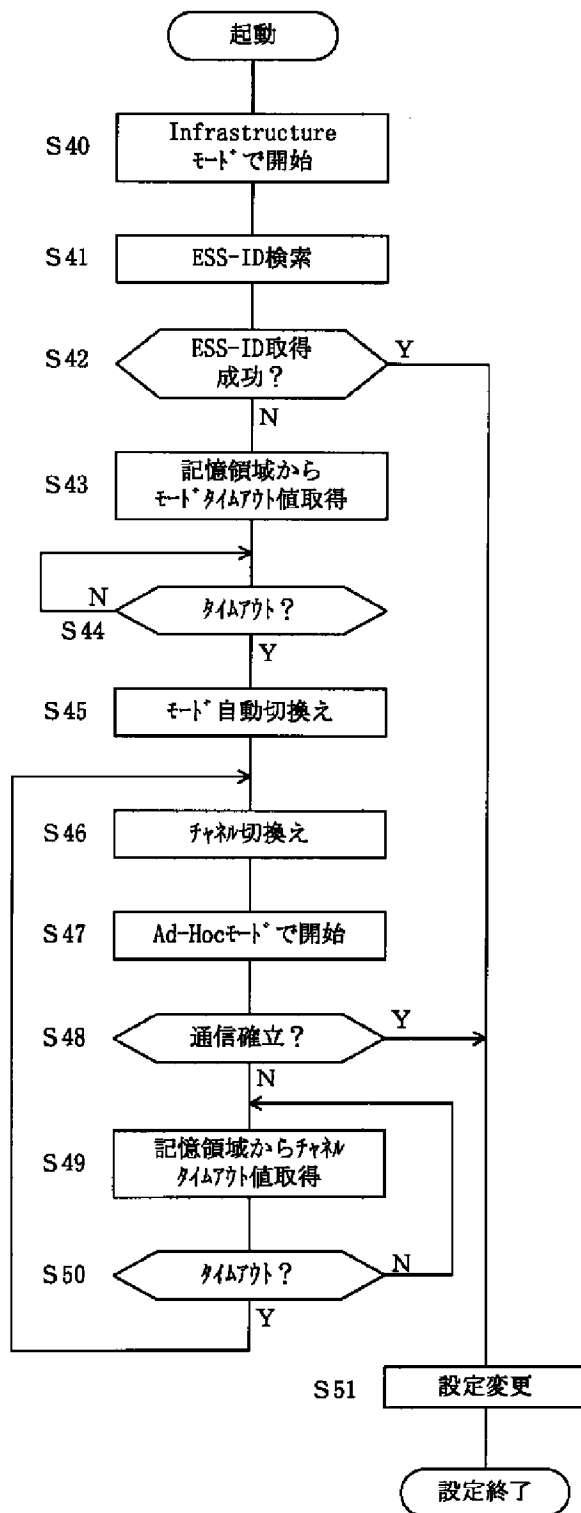 起動
S40
Infrastructure
ﾓｰﾄﾞで開始
S41
ESS-ID検索
S42
ESS-ID取得
成功？
Y
N
S43
記憶領域から
ﾓｰﾄﾞﾀｲﾑｱｳﾄ値取得
N
ﾀｲﾑｱｳﾄ？
S44
Y
S45
ﾓｰﾄﾞ自動切換え
S46
ﾁｬﾈﾙ切換え
S47
Ad-Hocﾓｰﾄﾞで開始
S48
通信確立？
Y
N
S49
記憶領域からﾁｬﾈﾙ
ﾀｲﾑｱｳﾄ値取得
S50
ﾀｲﾑｱｳﾄ？
N
Y
S51
設定変更
設定終了